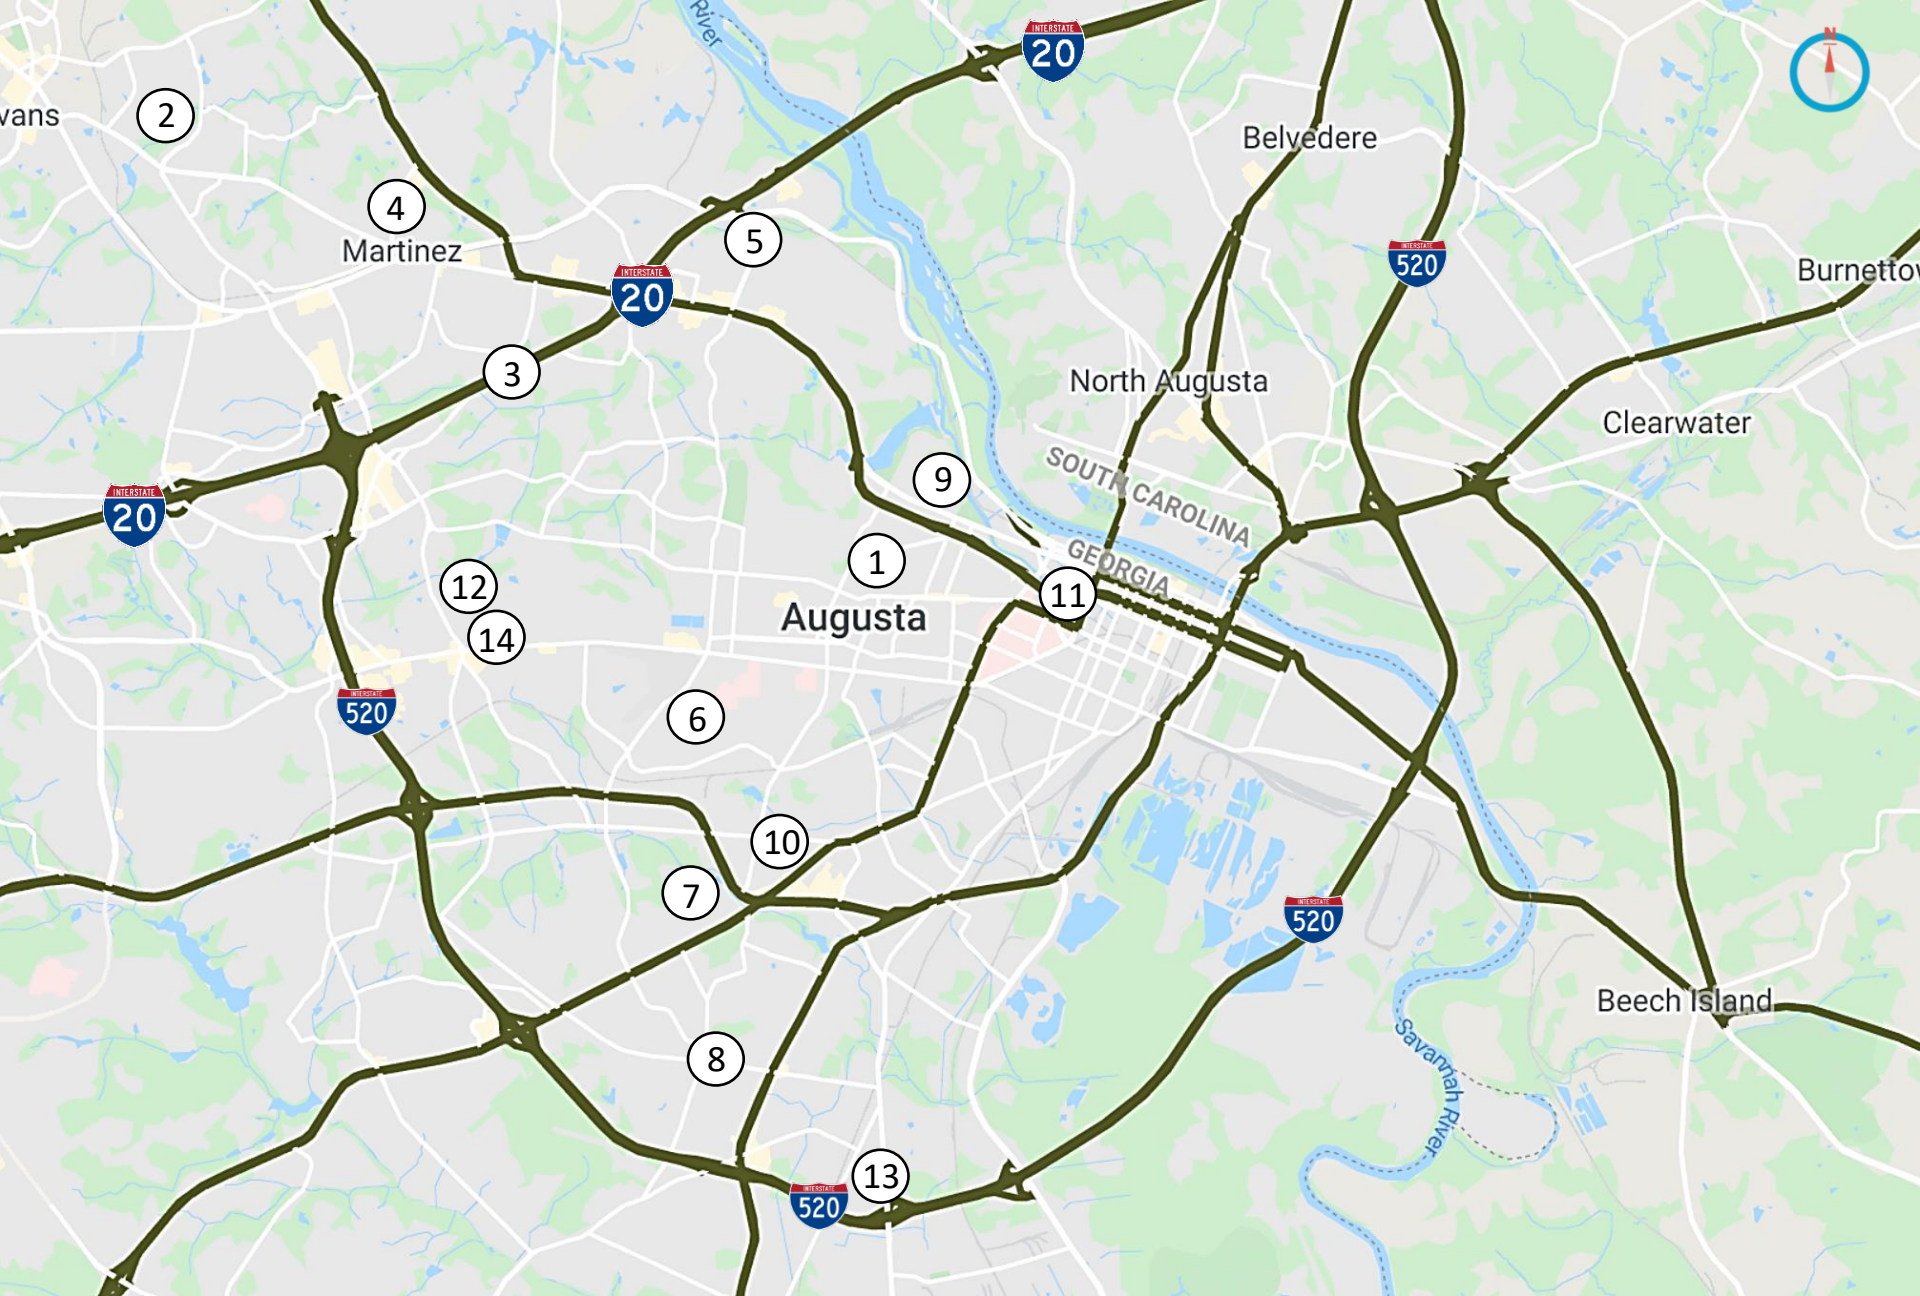 River
INTERSTATE
20
N
2
vans
Belvedere
4
5
Martinez
INTERSTATE
520
INTERSTATE
20
Burnettov
3
North Augusta
Clearwater
9
SOUTH CAROLINA
INTERSTATE
20
1
GEORGIA
12
11
Augusta
14
INTERSTATE
520
6
10
7
INTERSTATE
520
Beech Island
8
Savannah River
13
INTERSTATE
520